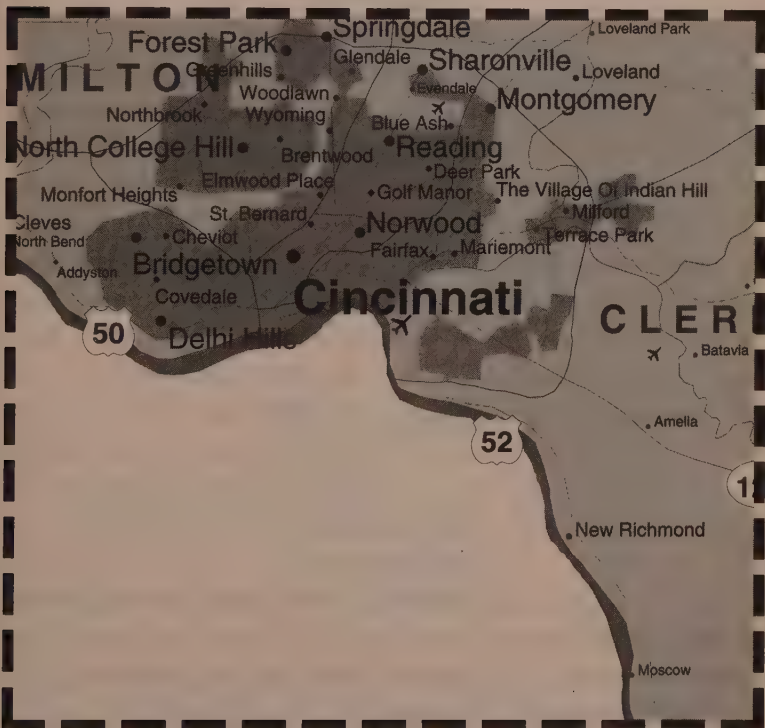 Springdale
Loveland Park
Forest Park
Glendale
Sharonville
MILTON
Greenhills
Loveland
Woodlawn
Evendale
Montgomery
Northbrook
Wyoming
Blue Ash
North College Hill
Brentwood
Reading
Deer Park
Elmwood Place
Golf Manor
The Village Of Indian Hill
Monfort Heights
St. Bernard
Milford
Cleves
Norwood
North Bend
Cheviot
Terrace Park
Fairfax
Mariemont
Addyston
Bridgetown
Covedale
Cincinnati
CLER
50
Delhi Hills
Batavia
Amelia
52
1
New Richmond
Moscow